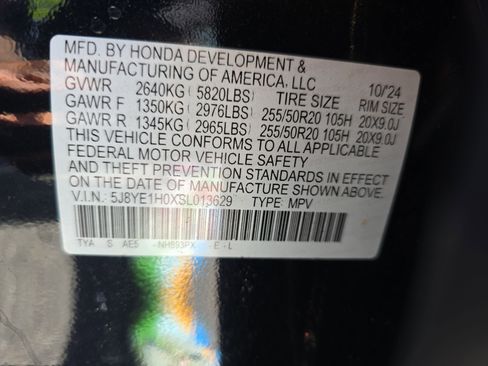 MFD. BY HONDA DEVELOPMENT &
MANUFACTURING OF AMERICA, LLC 10/24
GVWR 2640KG ( 5820LBS) TIRE SIZE RIM SIZE
GAWR F 1350KG ( 2976LBS) 255/50R20 105H 20X9.0J
GAWR R 1345KG ( 2965LBS) 255/50R20 105H 20X9.0J
THIS VEHICLE CONFORMS TO ALL APPLICABLE
FEDERAL MOTOR VEHICLE SAFETY
AND THEFT PREVENTION STANDARDS IN EFFECT
ON THE DATE OF MANUFACTURE SHOWN ABOVE.
V.I.N.: 5J8YE1H0XSL013629 TYPE: MPV
TYA S AE5 NH893PX E - L